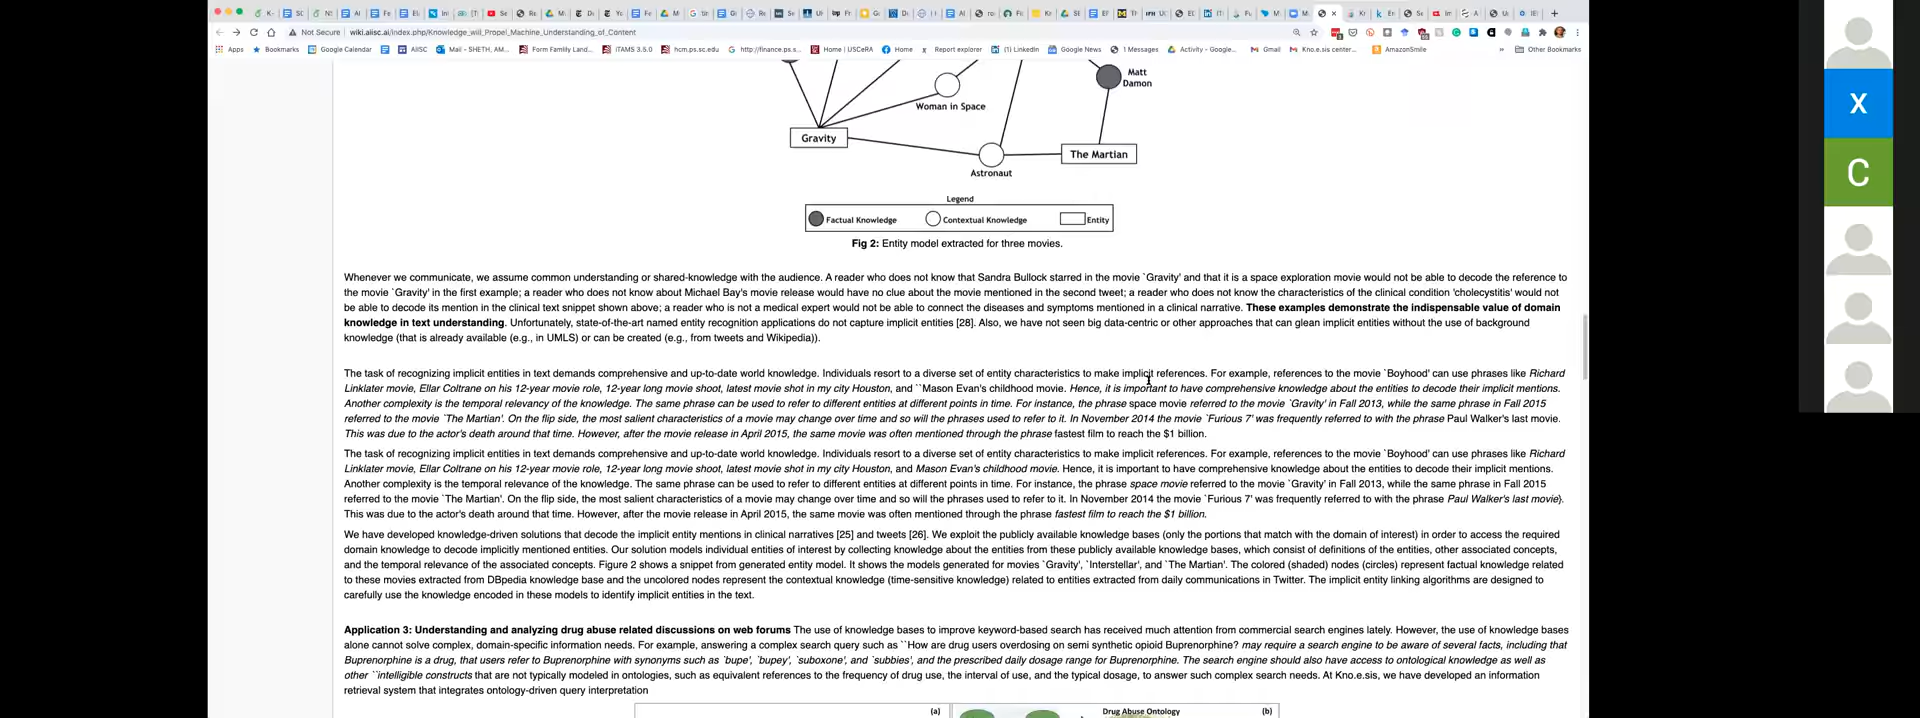 Not Secure | wiki.aiisc.ai/index.php/Knowledge_will_Propel_Machine_Understanding_of_Content
Apps Bookmarks Google Calendar AIISC Mail - SHETH, AM... Form Family Land... ITAMS 3.5.0 hcm.ps.sc.edu http://finance.ps... Home | USCeRA Home Report explorer (1) LinkedIn Google News 1 Messages Activity - Google... Gmail Kno.e.sis center... AmazonSmile » Other Bookmarks
Matt
Damon
Woman in Space
Gravity
The Martian
Astronaut
Legend
Factual Knowledge Contextual Knowledge Entity
Fig 2: Entity model extracted for three movies.
Whenever we communicate, we assume common understanding or shared-knowledge with the audience. A reader who does not know that Sandra Bullock starred in the movie `Gravity' and that it is a space exploration movie would not be able to decode the reference to
the movie `Gravity' in the first example; a reader who does not know about Michael Bay's movie release would have no clue about the movie mentioned in the second tweet; a reader who does not know the characteristics of the clinical condition 'cholecystitis' would not
be able to decode its mention in the clinical text snippet shown above; a reader who is not a medical expert would not be able to connect the diseases and symptoms mentioned in a clinical narrative. These examples demonstrate the indispensable value of domain
knowledge in text understanding. Unfortunately, state-of-the-art named entity recognition applications do not capture implicit entities [28]. Also, we have not seen big data-centric or other approaches that can glean implicit entities without the use of background
knowledge (that is already available (e.g., in UMLS) or can be created (e.g., from tweets and Wikipedia)).
The task of recognizing implicit entities in text demands comprehensive and up-to-date world knowledge. Individuals resort to a diverse set of entity characteristics to make implicit references. For example, references to the movie `Boyhood' can use phrases like Richard
Linklater movie, Ellar Coltrane on his 12-year movie role, 12-year long movie shoot, latest movie shot in my city Houston, and ``Mason Evan's childhood movie. Hence, it is important to have comprehensive knowledge about the entities to decode their implicit mentions.
Another complexity is the temporal relevancy of the knowledge. The same phrase can be used to refer to different entities at different points in time. For instance, the phrase space movie referred to the movie `Gravity' in Fall 2013, while the same phrase in Fall 2015
referred to the movie `The Martian'. On the flip side, the most salient characteristics of a movie may change over time and so will the phrases used to refer to it. In November 2014 the movie `Furious 7' was frequently referred to with the phrase Paul Walker's last movie.
This was due to the actor's death around that time. However, after the movie release in April 2015, the same movie was often mentioned through the phrase fastest film to reach the $1 billion.
The task of recognizing implicit entities in text demands comprehensive and up-to-date world knowledge. Individuals resort to a diverse set of entity characteristics to make implicit references. For example, references to the movie `Boyhood' can use phrases like Richard
Linklater movie, Ellar Coltrane on his 12-year movie role, 12-year long movie shoot, latest movie shot in my city Houston, and Mason Evan's childhood movie. Hence, it is important to have comprehensive knowledge about the entities to decode their implicit mentions.
Another complexity is the temporal relevance of the knowledge. The same phrase can be used to refer to different entities at different points in time. For instance, the phrase space movie referred to the movie `Gravity' in Fall 2013, while the same phrase in Fall 2015
referred to the movie `The Martian'. On the flip side, the most salient characteristics of a movie may change over time and so will the phrases used to refer to it. In November 2014 the movie `Furious 7' was frequently referred to with the phrase Paul Walker's last movie).
This was due to the actor's death around that time. However, after the movie release in April 2015, the same movie was often mentioned through the phrase fastest film to reach the $1 billion.
We have developed knowledge-driven solutions that decode the implicit entity mentions in clinical narratives [25] and tweets [26]. We exploit the publicly available knowledge bases (only the portions that match with the domain of interest) in order to access the required
domain knowledge to decode implicitly mentioned entities. Our solution models individual entities of interest by collecting knowledge about the entities from these publicly available knowledge bases, which consist of definitions of the entities, other associated concepts,
and the temporal relevance of the associated concepts. Figure 2 shows a snippet from generated entity model. It shows the models generated for movies `Gravity', `Interstellar', and `The Martian'. The colored (shaded) nodes (circles) represent factual knowledge related
to these movies extracted from DBpedia knowledge base and the uncolored nodes represent the contextual knowledge (time-sensitive knowledge) related to entities extracted from daily communications in Twitter. The implicit entity linking algorithms are designed to
carefully use the knowledge encoded in these models to identify implicit entities in the text.
Application 3: Understanding and analyzing drug abuse related discussions on web forums The use of knowledge bases to improve keyword-based search has received much attention from commercial search engines lately. However, the use of knowledge bases
alone cannot solve complex, domain-specific information needs. For example, answering a complex search query such as ``How are drug users overdosing on semi synthetic opioid Buprenorphine? may require a search engine to be aware of several facts, including that
Buprenorphine is a drug, that users refer to Buprenorphine with synonyms such as `bupe', `bupey', `suboxone', and `subbies', and the prescribed daily dosage range for Buprenorphine. The search engine should also have access to ontological knowledge as well as
other ``intelligible constructs that are not typically modeled in ontologies, such as equivalent references to the frequency of drug use, the interval of use, and the typical dosage, to answer such complex search needs. At Kno.e.sis, we have developed an information
retrieval system that integrates ontology-driven query interpretation
(a) Drug Abuse Ontology (b)
X
C